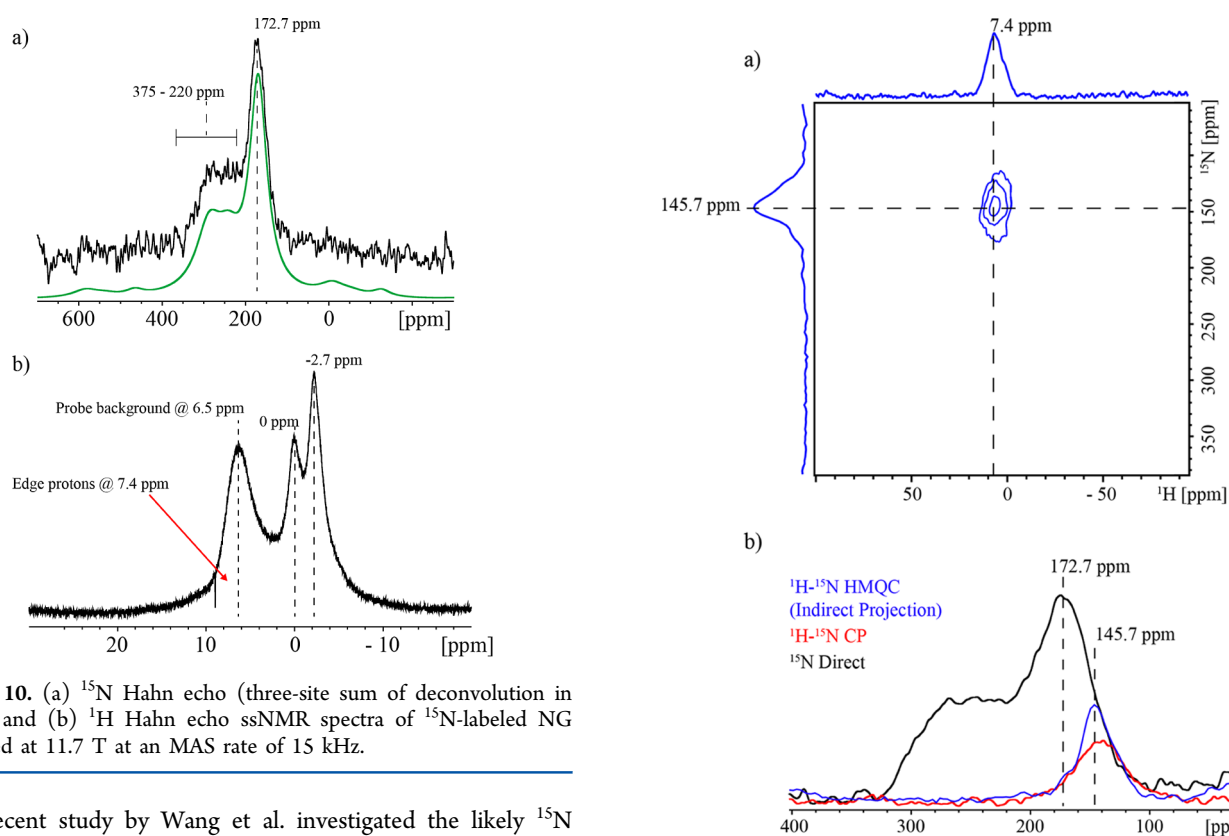 a)
172.7 ppm
375 - 220 ppm
600 400 200 0 [ppm]
b)
-2.7 ppm
Probe background @ 6.5 ppm
0 ppm
Edge protons @ 7.4 ppm
20 10 0 - 10 [ppm]
10. (a) ¹⁵N Hahn echo (three-site sum of deconvolution in
and (b) ¹H Hahn echo ssNMR spectra of ¹⁵N-labeled NG
ed at 11.7 T at an MAS rate of 15 kHz.
ecent study by Wang et al. investigated the likely ¹⁵N
a)
7.4 ppm
145.7 ppm
¹⁵N [ppm]
150
200
250
300
350
50 0 - 50 ¹H [ppm]
b)
172.7 ppm
¹H-¹⁵N HMQC
(Indirect Projection)
¹H-¹⁵N CP
¹⁵N Direct
145.7 ppm
400 300 200 100 [pp